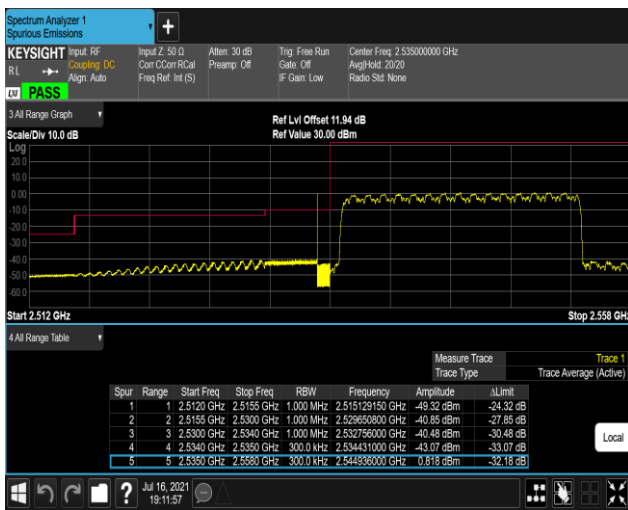 Spectrum Analyzer 1
Spurious Emissions
+
KEYSIGHT Input: RF Input Z: 50 Ω Atten: 30 dB Trig: Free Run Center Freq: 2.535000000 GHz
RL Coupling: DC Corr CCorr RCal Preamp: Off Gate: Off Avg|Hold: 20/20
Align: Auto Freq Ref: Int (S) IF Gain: Low Radio Std: None
LXI PASS
3 All Range Graph
Ref Lvl Offset 11.94 dB
Scale/Div 10.0 dB Ref Value 30.00 dBm
Log
20.0
10.0
0.00
-10.0
-20.0
-30.0
-40.0
-50.0
-60.0
Start 2.512 GHz Stop 2.558 GHz
4 All Range Table
Measure Trace Trace 1
Trace Type Trace Average (Active)
Spur Range Start Freq Stop Freq RBW Frequency Amplitude ΔLimit
1 1 2.5120 GHz 2.5155 GHz 1.000 MHz 2.515129150 GHz -49.32 dBm -24.32 dB
2 2 2.5155 GHz 2.5300 GHz 1.000 MHz 2.529650800 GHz -40.85 dBm -27.85 dB
3 3 2.5300 GHz 2.5340 GHz 1.000 MHz 2.532756000 GHz -40.48 dBm -30.48 dB
4 4 2.5340 GHz 2.5350 GHz 300.0 kHz 2.534431000 GHz -43.07 dBm -33.07 dB
5 5 2.5350 GHz 2.5580 GHz 300.0 kHz 2.544936000 GHz 0.818 dBm -32.18 dB
Local
? Jul 16, 2021
19:11:57